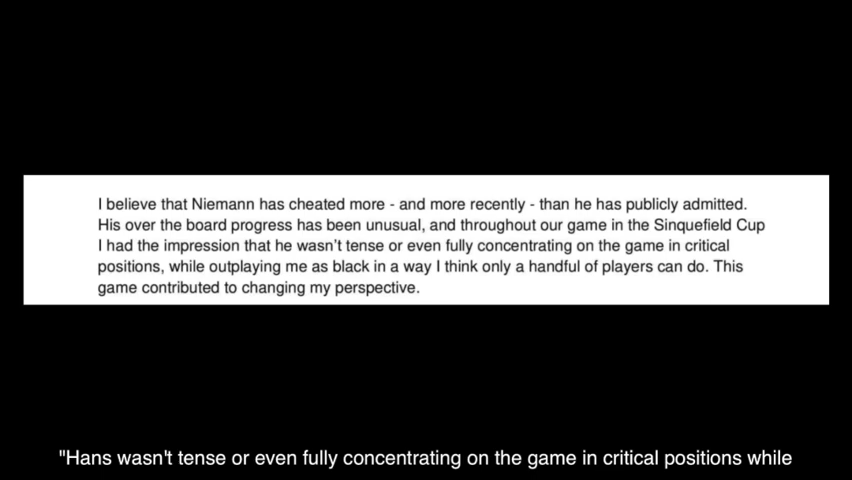 I believe that Niemann has cheated more - and more recently - than he has publicly admitted.
His over the board progress has been unusual, and throughout our game in the Sinquefield Cup
I had the impression that he wasn't tense or even fully concentrating on the game in critical
positions, while outplaying me as black in a way I think only a handful of players can do. This
game contributed to changing my perspective.
"Hans wasn't tense or even fully concentrating on the game in critical positions while